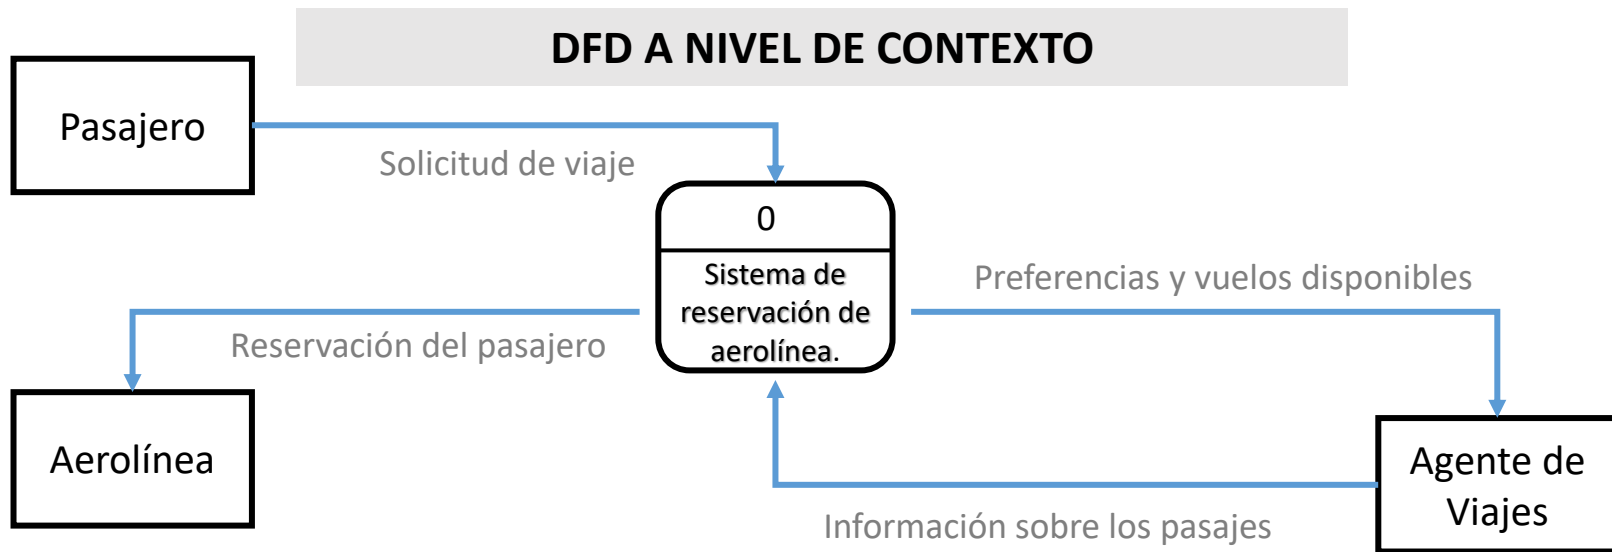 DFD A NIVEL DE CONTEXTO
Pasajero
Solicitud de viaje
0
Sistema de
reservación de
aerolínea.
Preferencias y vuelos disponibles
Reservación del pasajero
Aerolínea
Agente de
Viajes
Información sobre los pasajes